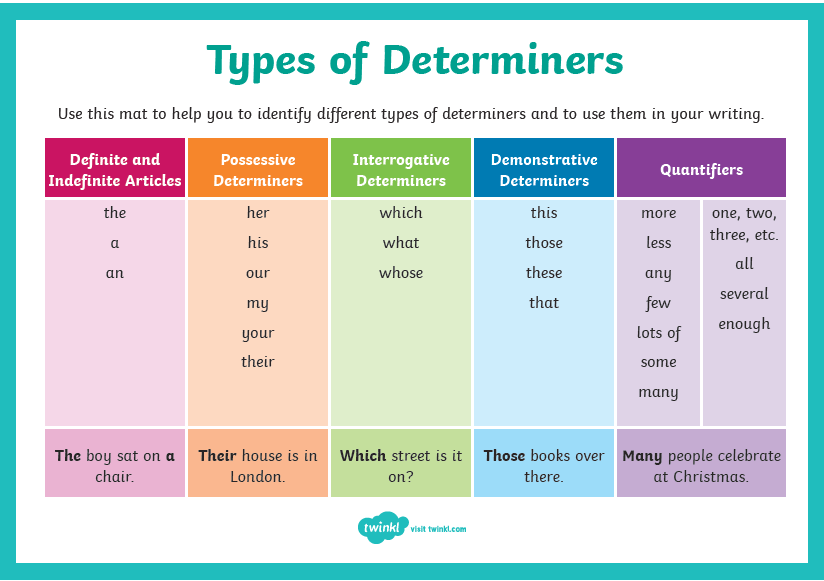 Types of Determiners
Use this mat to help you to identify different types of determiners and to use them in your writing.
Definite and
Indefinite Articles
the
a
an
The boy sat on a
chair.
Possessive
Determiners
her
his
our
my
your
their
Their house is in
London.
Interrogative
Determiners
which
what
whose
Which street is it
on?
Demonstrative
Determiners
this
those
these
that
Those books over
there.
Quantifiers
more
less
any
few
lots of
some
many
one, two,
three, etc.
all
several
enough
Many people celebrate
at Christmas.
twinkl
visit twinkl.com